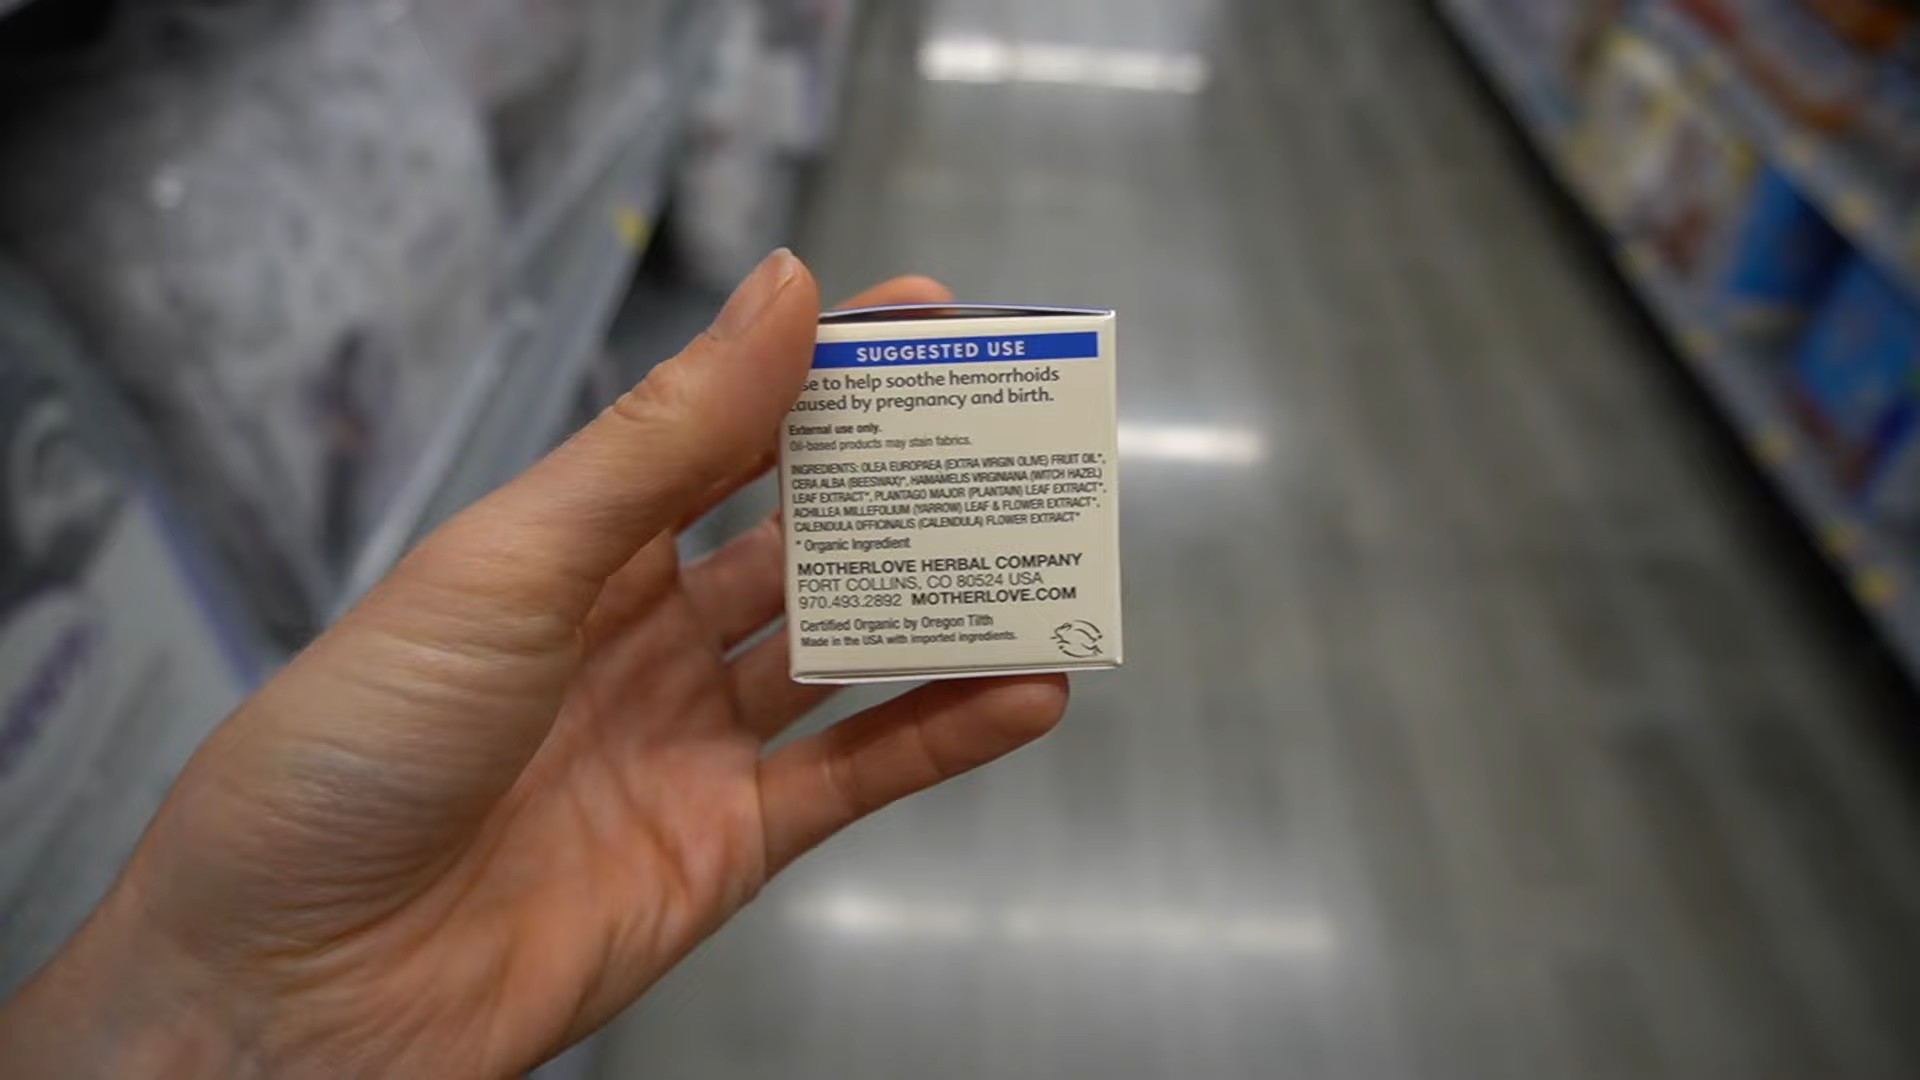 SUGGESTED USE
se to help soothe hemorrhoids
caused by pregnancy and birth.
External use only.
Oil-based products may stain fabrics.
INGREDIENTS: OLEA EUROPAEA (EXTRA VIRGIN OLIVE) FRUIT OIL*,
CERA ALBA (BEESWAX)*, HAMAMELIS VIRGINIANA (WITCH HAZEL)
LEAF EXTRACT*, PLANTAGO MAJOR (PLANTAIN) LEAF EXTRACT*,
ACHILLEA MILLEFOLIUM (YARROW) LEAF & FLOWER EXTRACT*,
CALENDULA OFFICINALIS (CALENDULA) FLOWER EXTRACT*
* Organic Ingredient
MOTHERLOVE HERBAL COMPANY
FORT COLLINS, CO 80524 USA
970.493.2892 MOTHERLOVE.COM
Certified Organic by Oregon Tilth
Made in the USA with imported ingredients.